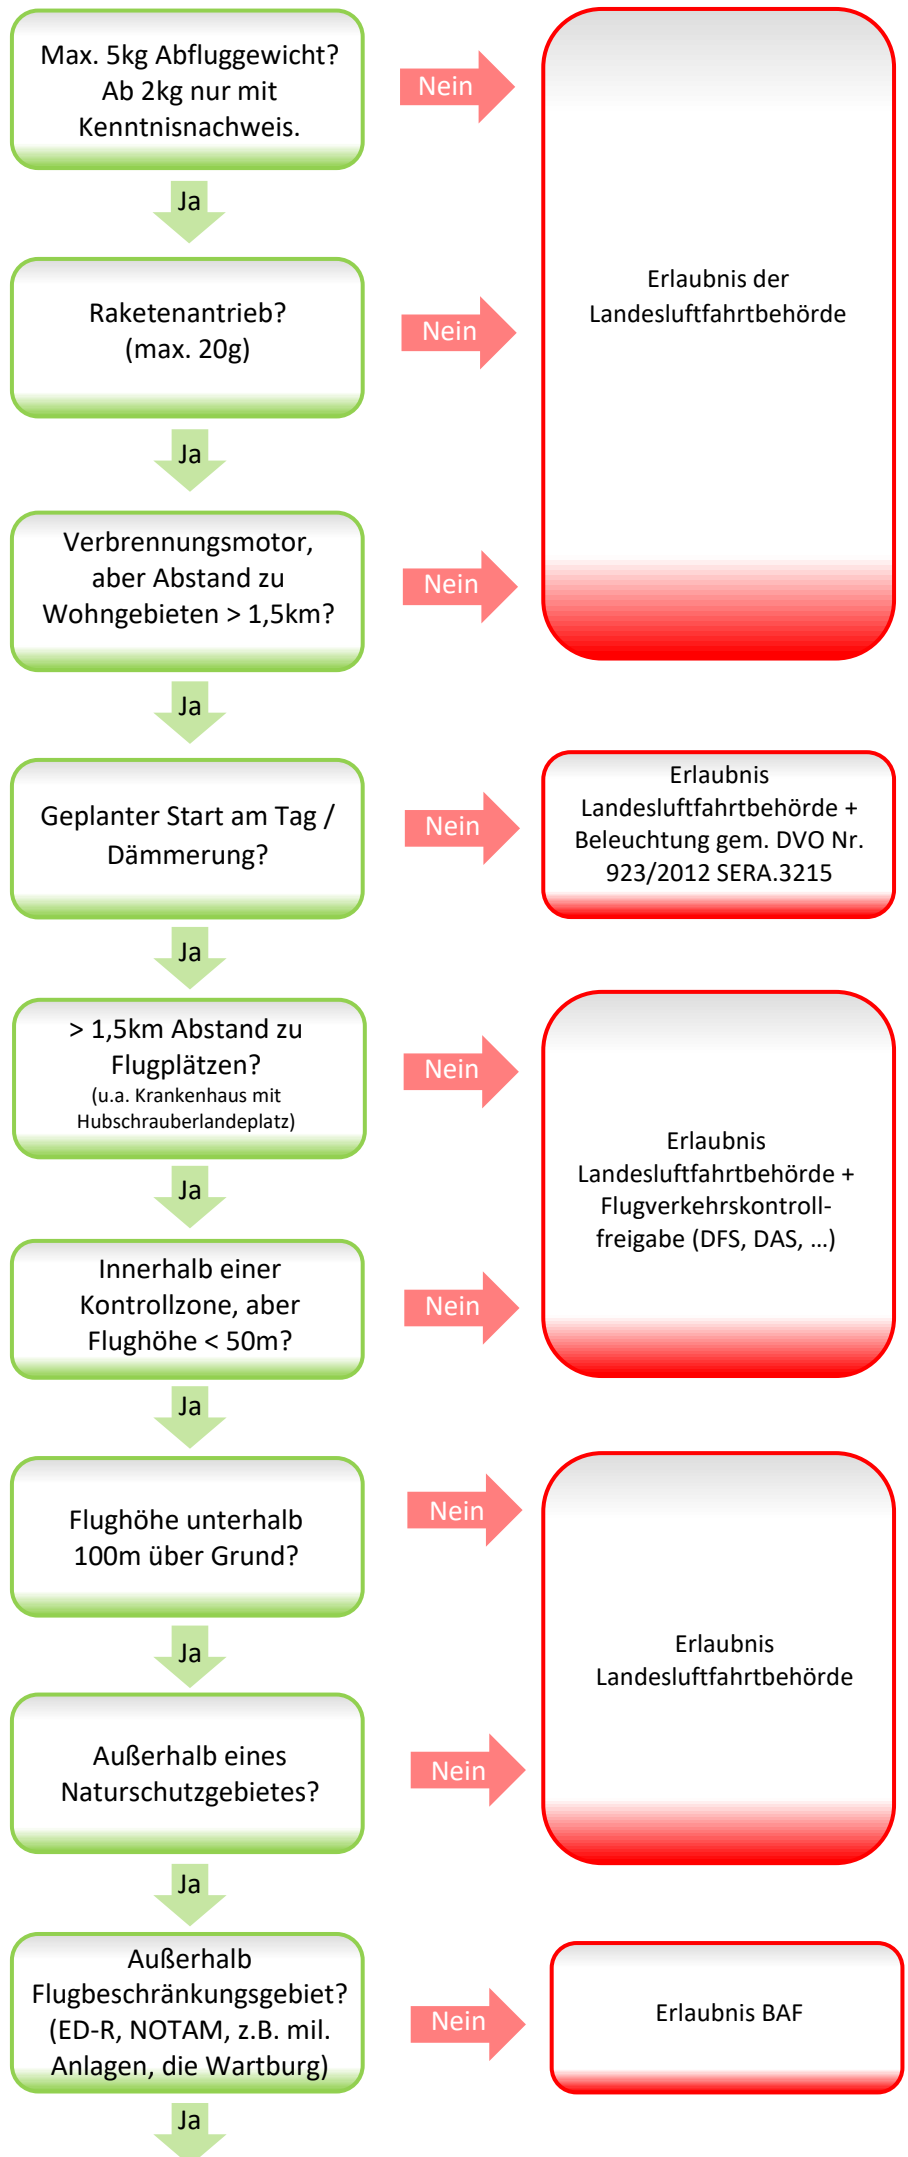 Max. 5kg Abfluggewicht?
Ab 2kg nur mit
Kenntnisnachweis.
Nein
Ja
Raketenantrieb?
(max. 20g)
Nein
Erlaubnis der
Landesluftfahrtbehörde
Ja
Verbrennungsmotor,
aber Abstand zu
Wohngebieten > 1,5km?
Nein
Ja
Geplanter Start am Tag /
Dämmerung?
Nein
Erlaubnis
Landesluftfahrtbehörde +
Beleuchtung gem. DVO Nr.
923/2012 SERA.3215
Ja
> 1,5km Abstand zu
Flugplätzen?
(u.a. Krankenhaus mit
Hubschrauberlandeplatz)
Nein
Erlaubnis
Landesluftfahrtbehörde +
Flugverkehrskontroll-
freigabe (DFS, DAS, …)
Ja
Innerhalb einer
Kontrollzone, aber
Flughöhe < 50m?
Nein
Ja
Flughöhe unterhalb
100m über Grund?
Nein
Erlaubnis
Landesluftfahrtbehörde
Ja
Außerhalb eines
Naturschutzgebietes?
Nein
Ja
Außerhalb
Flugbeschränkungsgebiet?
(ED-R, NOTAM, z.B. mil.
Anlagen, die Wartburg)
Nein
Erlaubnis BAF
Ja